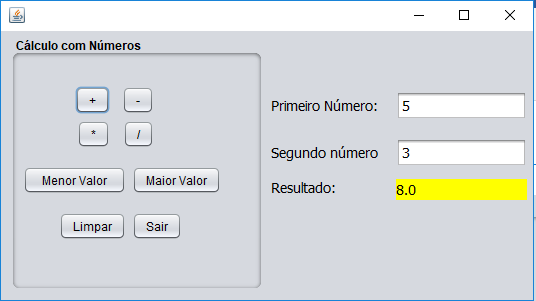 Cálculo com Números
+ -
* /
Menor Valor Maior Valor
Limpar Sair
Primeiro Número: 5
Segundo número 3
Resultado: 8.0